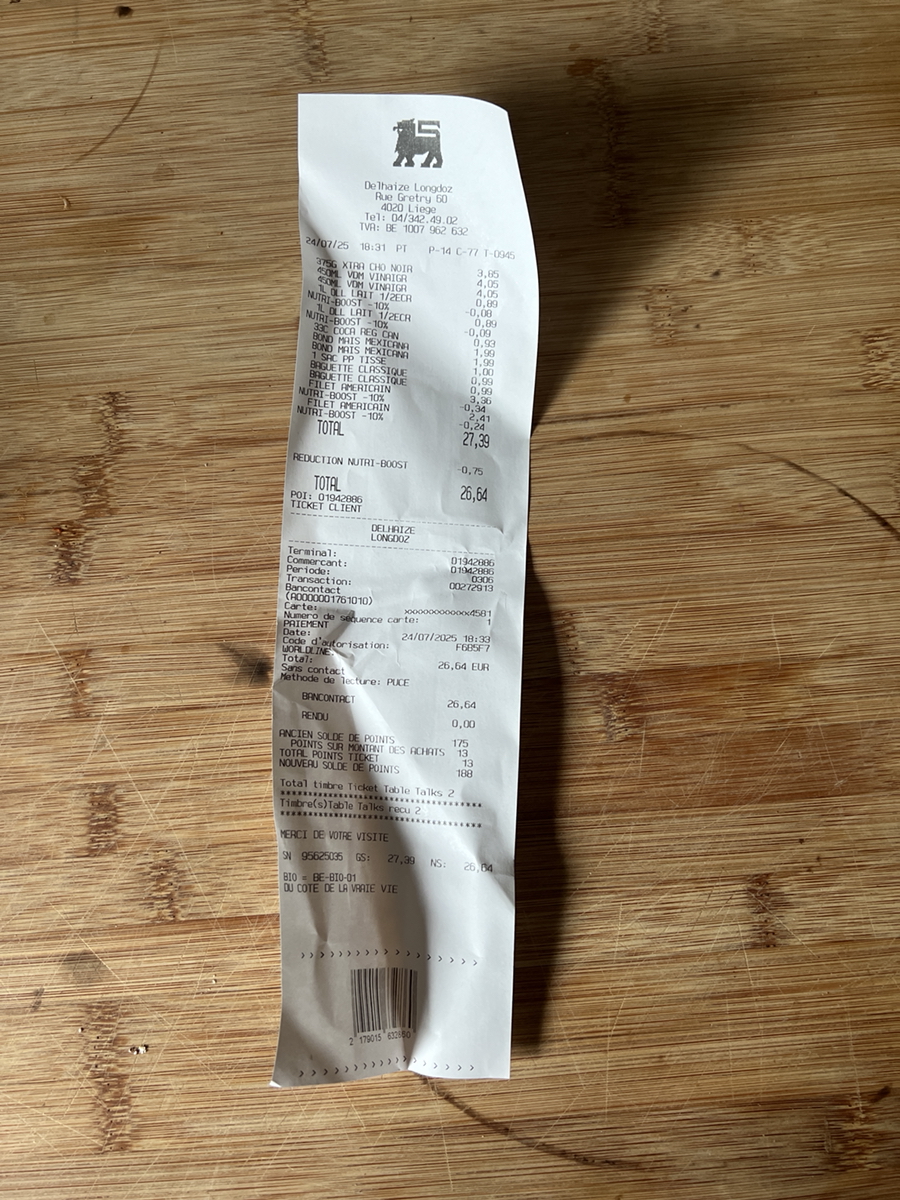 Delhaize Longdoz
Rue Gretry 60
4020 Liege
Tel: 04/342.49.02
TVA: BE 1007 962 632
24/07/25 18:31 PT P-14 C-77 T-0945
375G XTRA CHO NOIR 3,85
450ML VDM VINAIGR 4,05
450ML VDM VINAIGR 4,05
1L DLL LAIT 1/2ECR 0,89
NUTRI-BOOST -10% -0,08
1L DLL LAIT 1/2ECR 0,89
NUTRI-BOOST -10% -0,09
33C COCA REG CAN 0,93
BOND MAIS MEXICANA 1,99
BOND MAIS MEXICANA 1,99
1 SAC PP TISSE 1,00
BAGUETTE CLASSIQUE 0,99
BAGUETTE CLASSIQUE 0,99
FILET AMERICAIN 3,36
NUTRI-BOOST -10% -0,34
FILET AMERICAIN 2,41
NUTRI-BOOST -10% -0,24
TOTAL 27,39
REDUCTION NUTRI-BOOST -0,75
TOTAL 26,64
POI: 01942886
TICKET CLIENT
DELHAIZE
LONGDOZ
Terminal: 01942886
Commercant: 01942886
Periode: 0306
Transaction: 00272913
Bancontact
(A0000001761010)
Carte: xxxxxxxxxxxx4581
Numero de sequence carte: 1
PAIEMENT
Date: 24/07/2025 18:33
Code d'autorisation: F6B5F7
WORLDLINE
Total: 26,64 EUR
Sans contact
Methode de lecture: PUCE
BANCONTACT 26,64
RENDU 0,00
ANCIEN SOLDE DE POINTS 175
POINTS SUR MONTANT DES ACHATS 13
TOTAL POINTS TICKET 13
NOUVEAU SOLDE DE POINTS 188
Total timbre Ticket Table Talks 2
****************************************
Timbre(s)Table Talks recu 2
****************************************
MERCI DE VOTRE VISITE
SN 95625035 GS: 27,39 NS: 26,64
BIO = BE-BIO-01
DU COTE DE LA VRAIE VIE
2 179015 632860